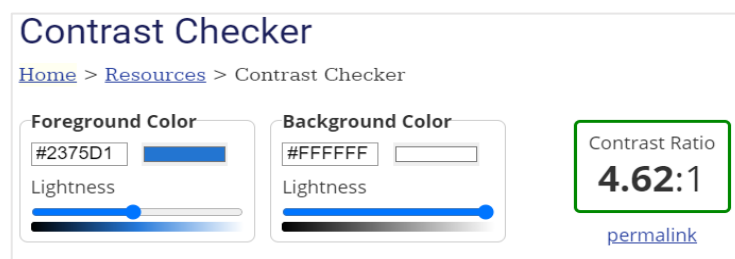 Contrast Checker
Home > Resources > Contrast Checker
Foreground Color
#2375D1
Lightness
Background Color
#FFFFFF
Lightness
Contrast Ratio
4.62:1
permalink